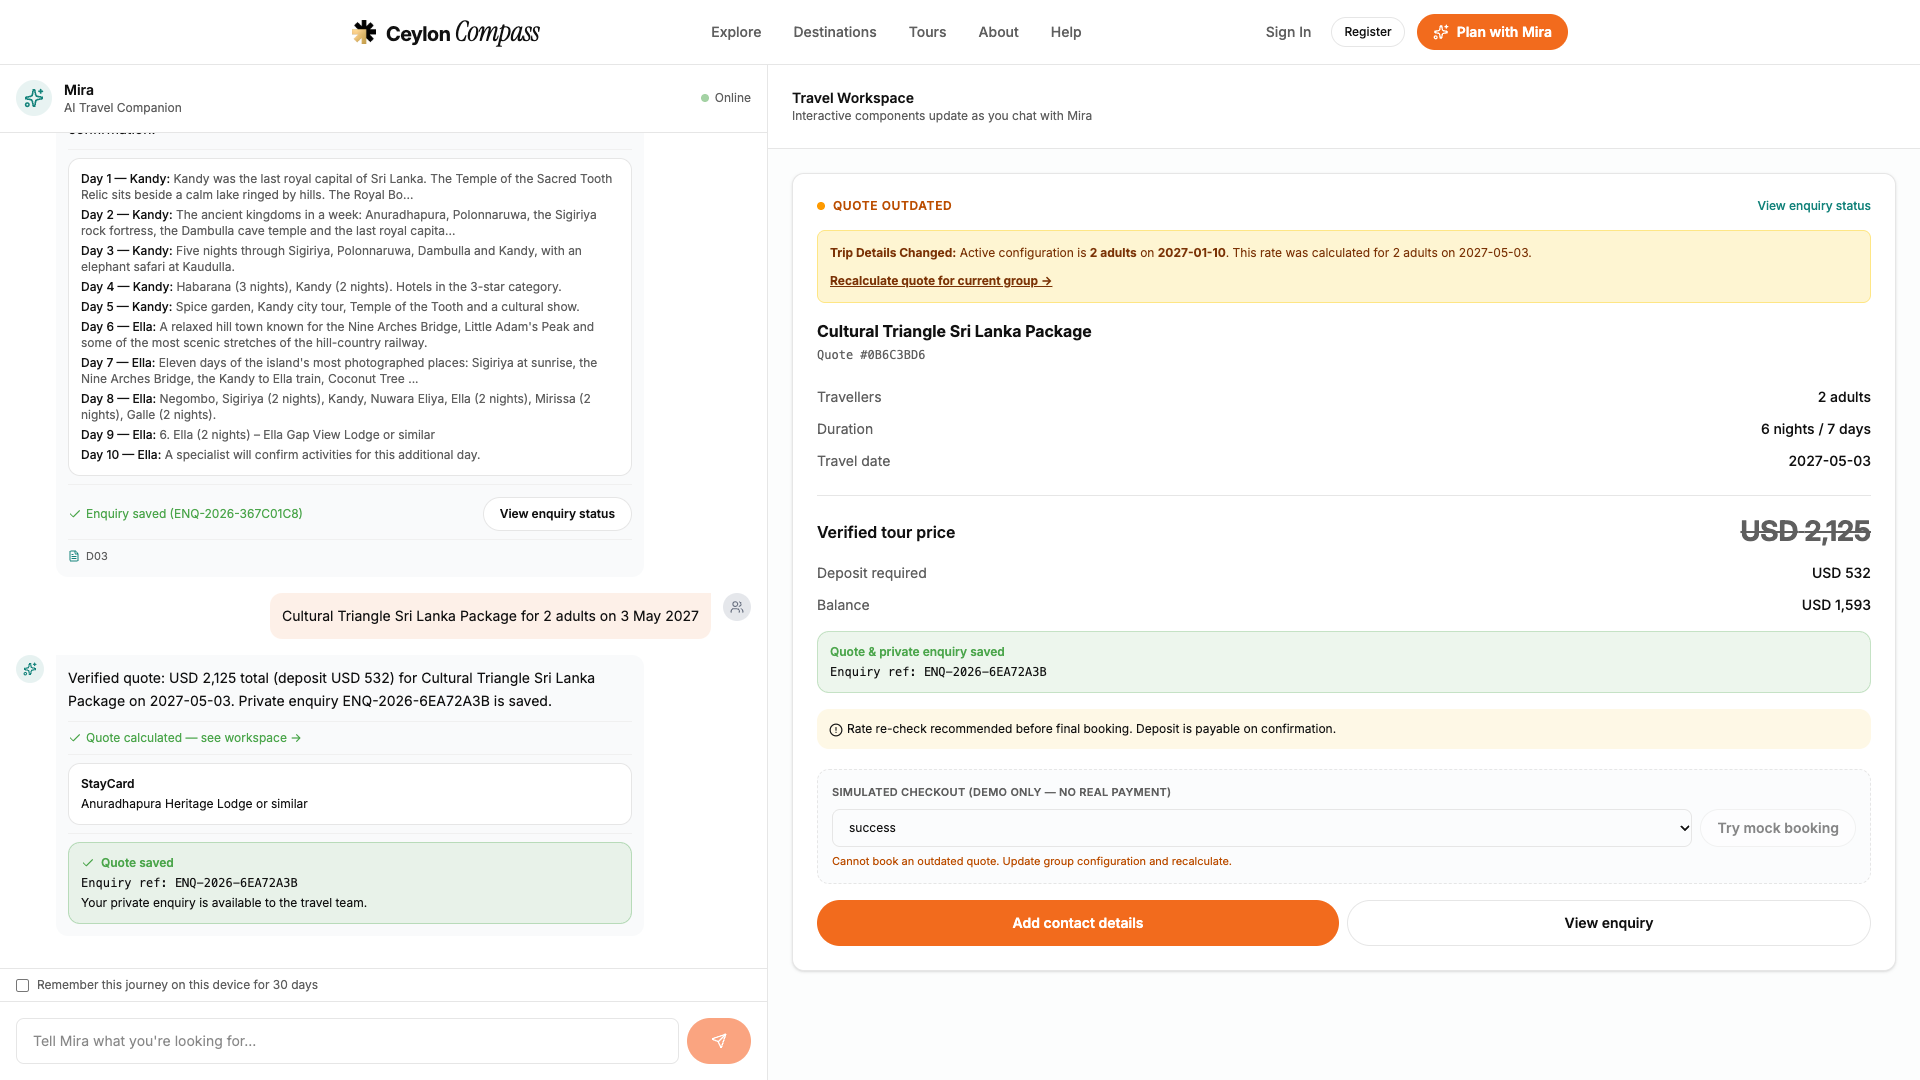 Ceylon Compass
Explore
Destinations
Tours
About
Help
Sign In
Register
Plan with Mira
Mira
AI Travel Companion
Online
Day 1 — Kandy: Kandy was the last royal capital of Sri Lanka. The Temple of the Sacred Tooth
Relic sits beside a calm lake ringed by hills. The Royal Bo...
Day 2 — Kandy: The ancient kingdoms in a week: Anuradhapura, Polonnaruwa, the Sigiriya
rock fortress, the Dambulla cave temple and the last royal capita...
Day 3 — Kandy: Five nights through Sigiriya, Polonnaruwa, Dambulla and Kandy, with an
elephant safari at Kaudulla.
Day 4 — Kandy: Habarana (3 nights), Kandy (2 nights). Hotels in the 3-star category.
Day 5 — Kandy: Spice garden, Kandy city tour, Temple of the Tooth and a cultural show.
Day 6 — Ella: A relaxed hill town known for the Nine Arches Bridge, Little Adam's Peak and
some of the most scenic stretches of the hill-country railway.
Day 7 — Ella: Eleven days of the island's most photographed places: Sigiriya at sunrise, the
Nine Arches Bridge, the Kandy to Ella train, Coconut Tree ...
Day 8 — Ella: Negombo, Sigiriya (2 nights), Kandy, Nuwara Eliya, Ella (2 nights), Mirissa (2
nights), Galle (2 nights).
Day 9 — Ella: 6. Ella (2 nights) – Ella Gap View Lodge or similar
Day 10 — Ella: A specialist will confirm activities for this additional day.
Enquiry saved (ENQ-2026-367C01C8)
View enquiry status
D03
Cultural Triangle Sri Lanka Package for 2 adults on 3 May 2027
Verified quote: USD 2,125 total (deposit USD 532) for Cultural Triangle Sri Lanka
Package on 2027-05-03. Private enquiry ENQ-2026-6EA72A3B is saved.
Quote calculated — see workspace →
StayCard
Anuradhapura Heritage Lodge or similar
Quote saved
Enquiry ref: ENQ-2026-6EA72A3B
Your private enquiry is available to the travel team.
Remember this journey on this device for 30 days
Tell Mira what you're looking for...
Travel Workspace
Interactive components update as you chat with Mira
QUOTE OUTDATED
View enquiry status
Trip Details Changed: Active configuration is 2 adults on 2027-01-10. This rate was calculated for 2 adults on 2027-05-03.
Recalculate quote for current group →
Cultural Triangle Sri Lanka Package
Quote #0B6C3BD6
Travellers 2 adults
Duration 6 nights / 7 days
Travel date 2027-05-03
Verified tour price USD 2,125
Deposit required USD 532
Balance USD 1,593
Quote & private enquiry saved
Enquiry ref: ENQ-2026-6EA72A3B
Rate re-check recommended before final booking. Deposit is payable on confirmation.
SIMULATED CHECKOUT (DEMO ONLY — NO REAL PAYMENT)
success
Try mock booking
Cannot book an outdated quote. Update group configuration and recalculate.
Add contact details
View enquiry